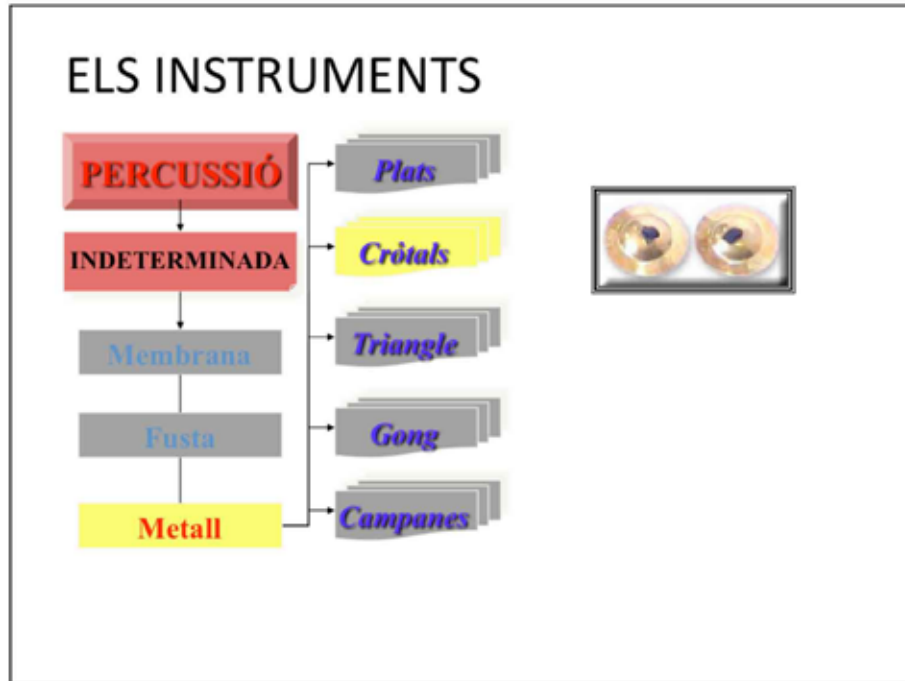 ELS INSTRUMENTS
PERCUSSIÓ
INDETERMINADA
Membrana
Fusta
Metall
Plats
Cròtals
Triangle
Gong
Campanes